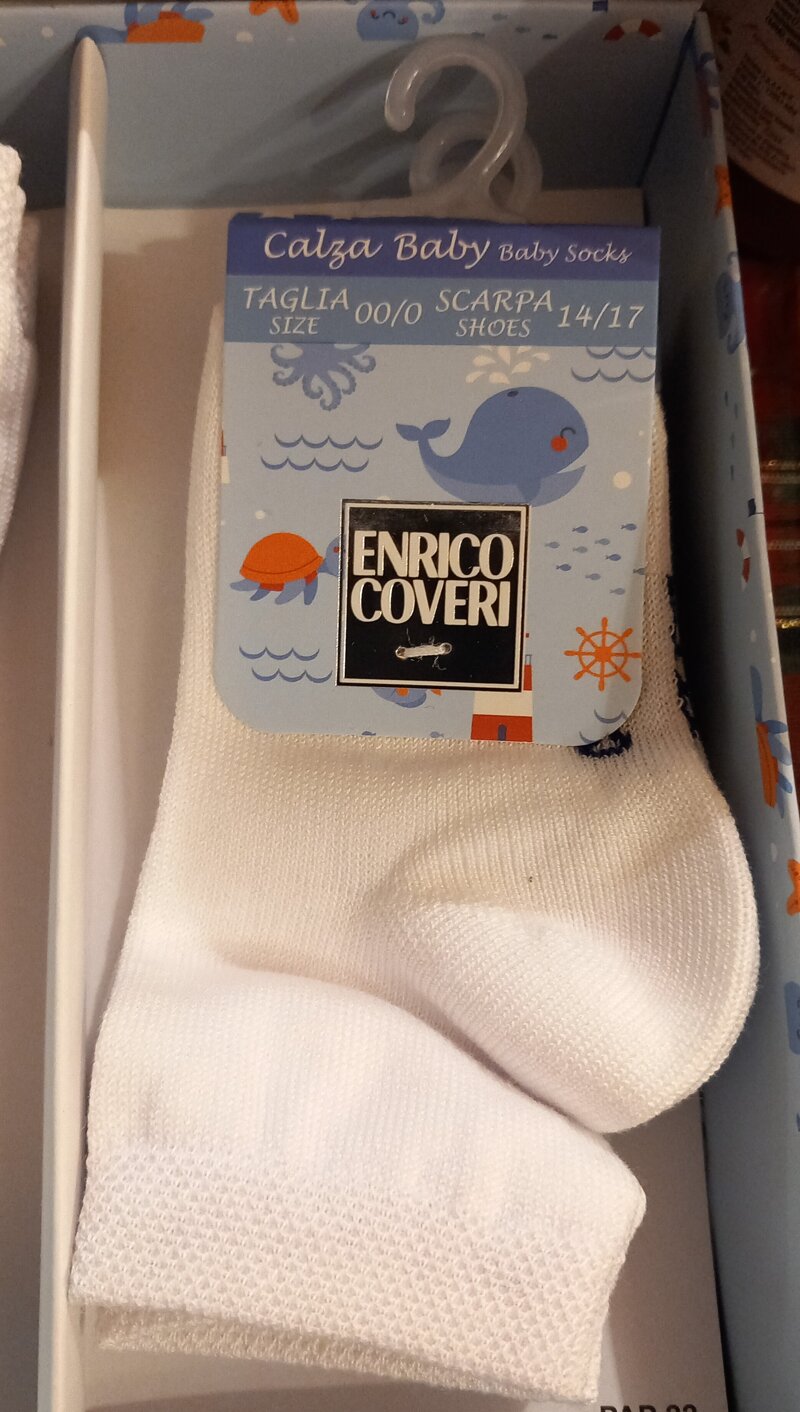 Calza Baby Baby Socks
TAGLIA 00/0 SCARPA 14/17
SIZE SHOES
ENRICO
COVERI